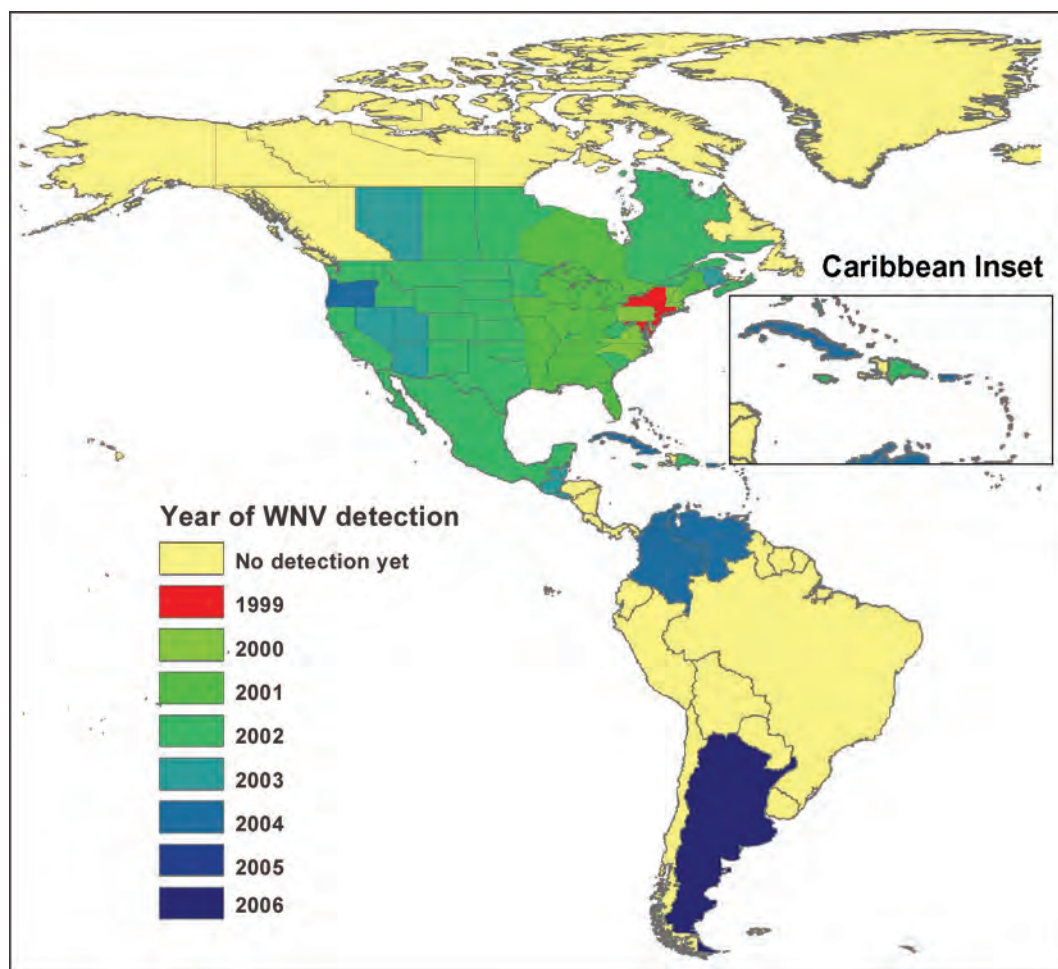 Caribbean Inset
Year of WNV detection
No detection yet
1999
2000
2001
2002
2003
2004
2005
2006